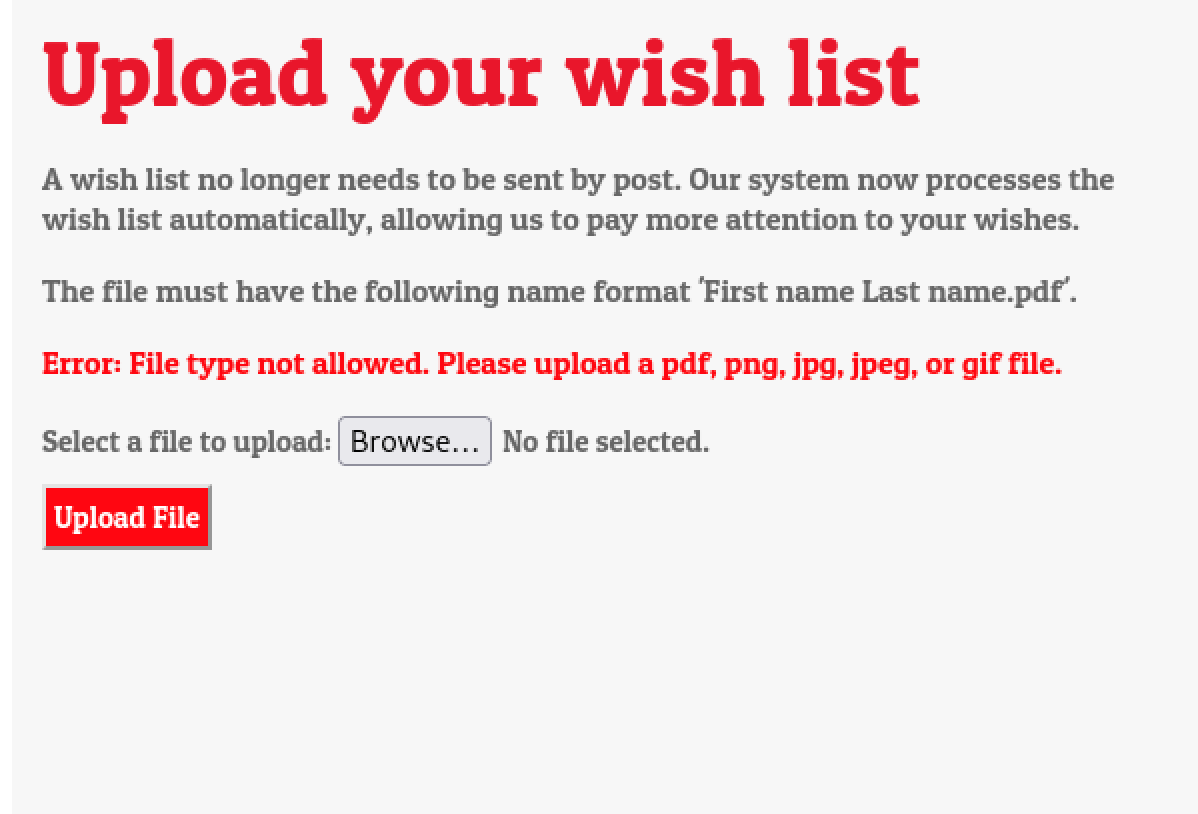 Upload your wish list
A wish list no longer needs to be sent by post. Our system now processes the
wish list automatically, allowing us to pay more attention to your wishes.
The file must have the following name format 'First name Last name.pdf'.
Error: File type not allowed. Please upload a pdf, png, jpg, jpeg, or gif file.
Select a file to upload: Browse... No file selected.
Upload File